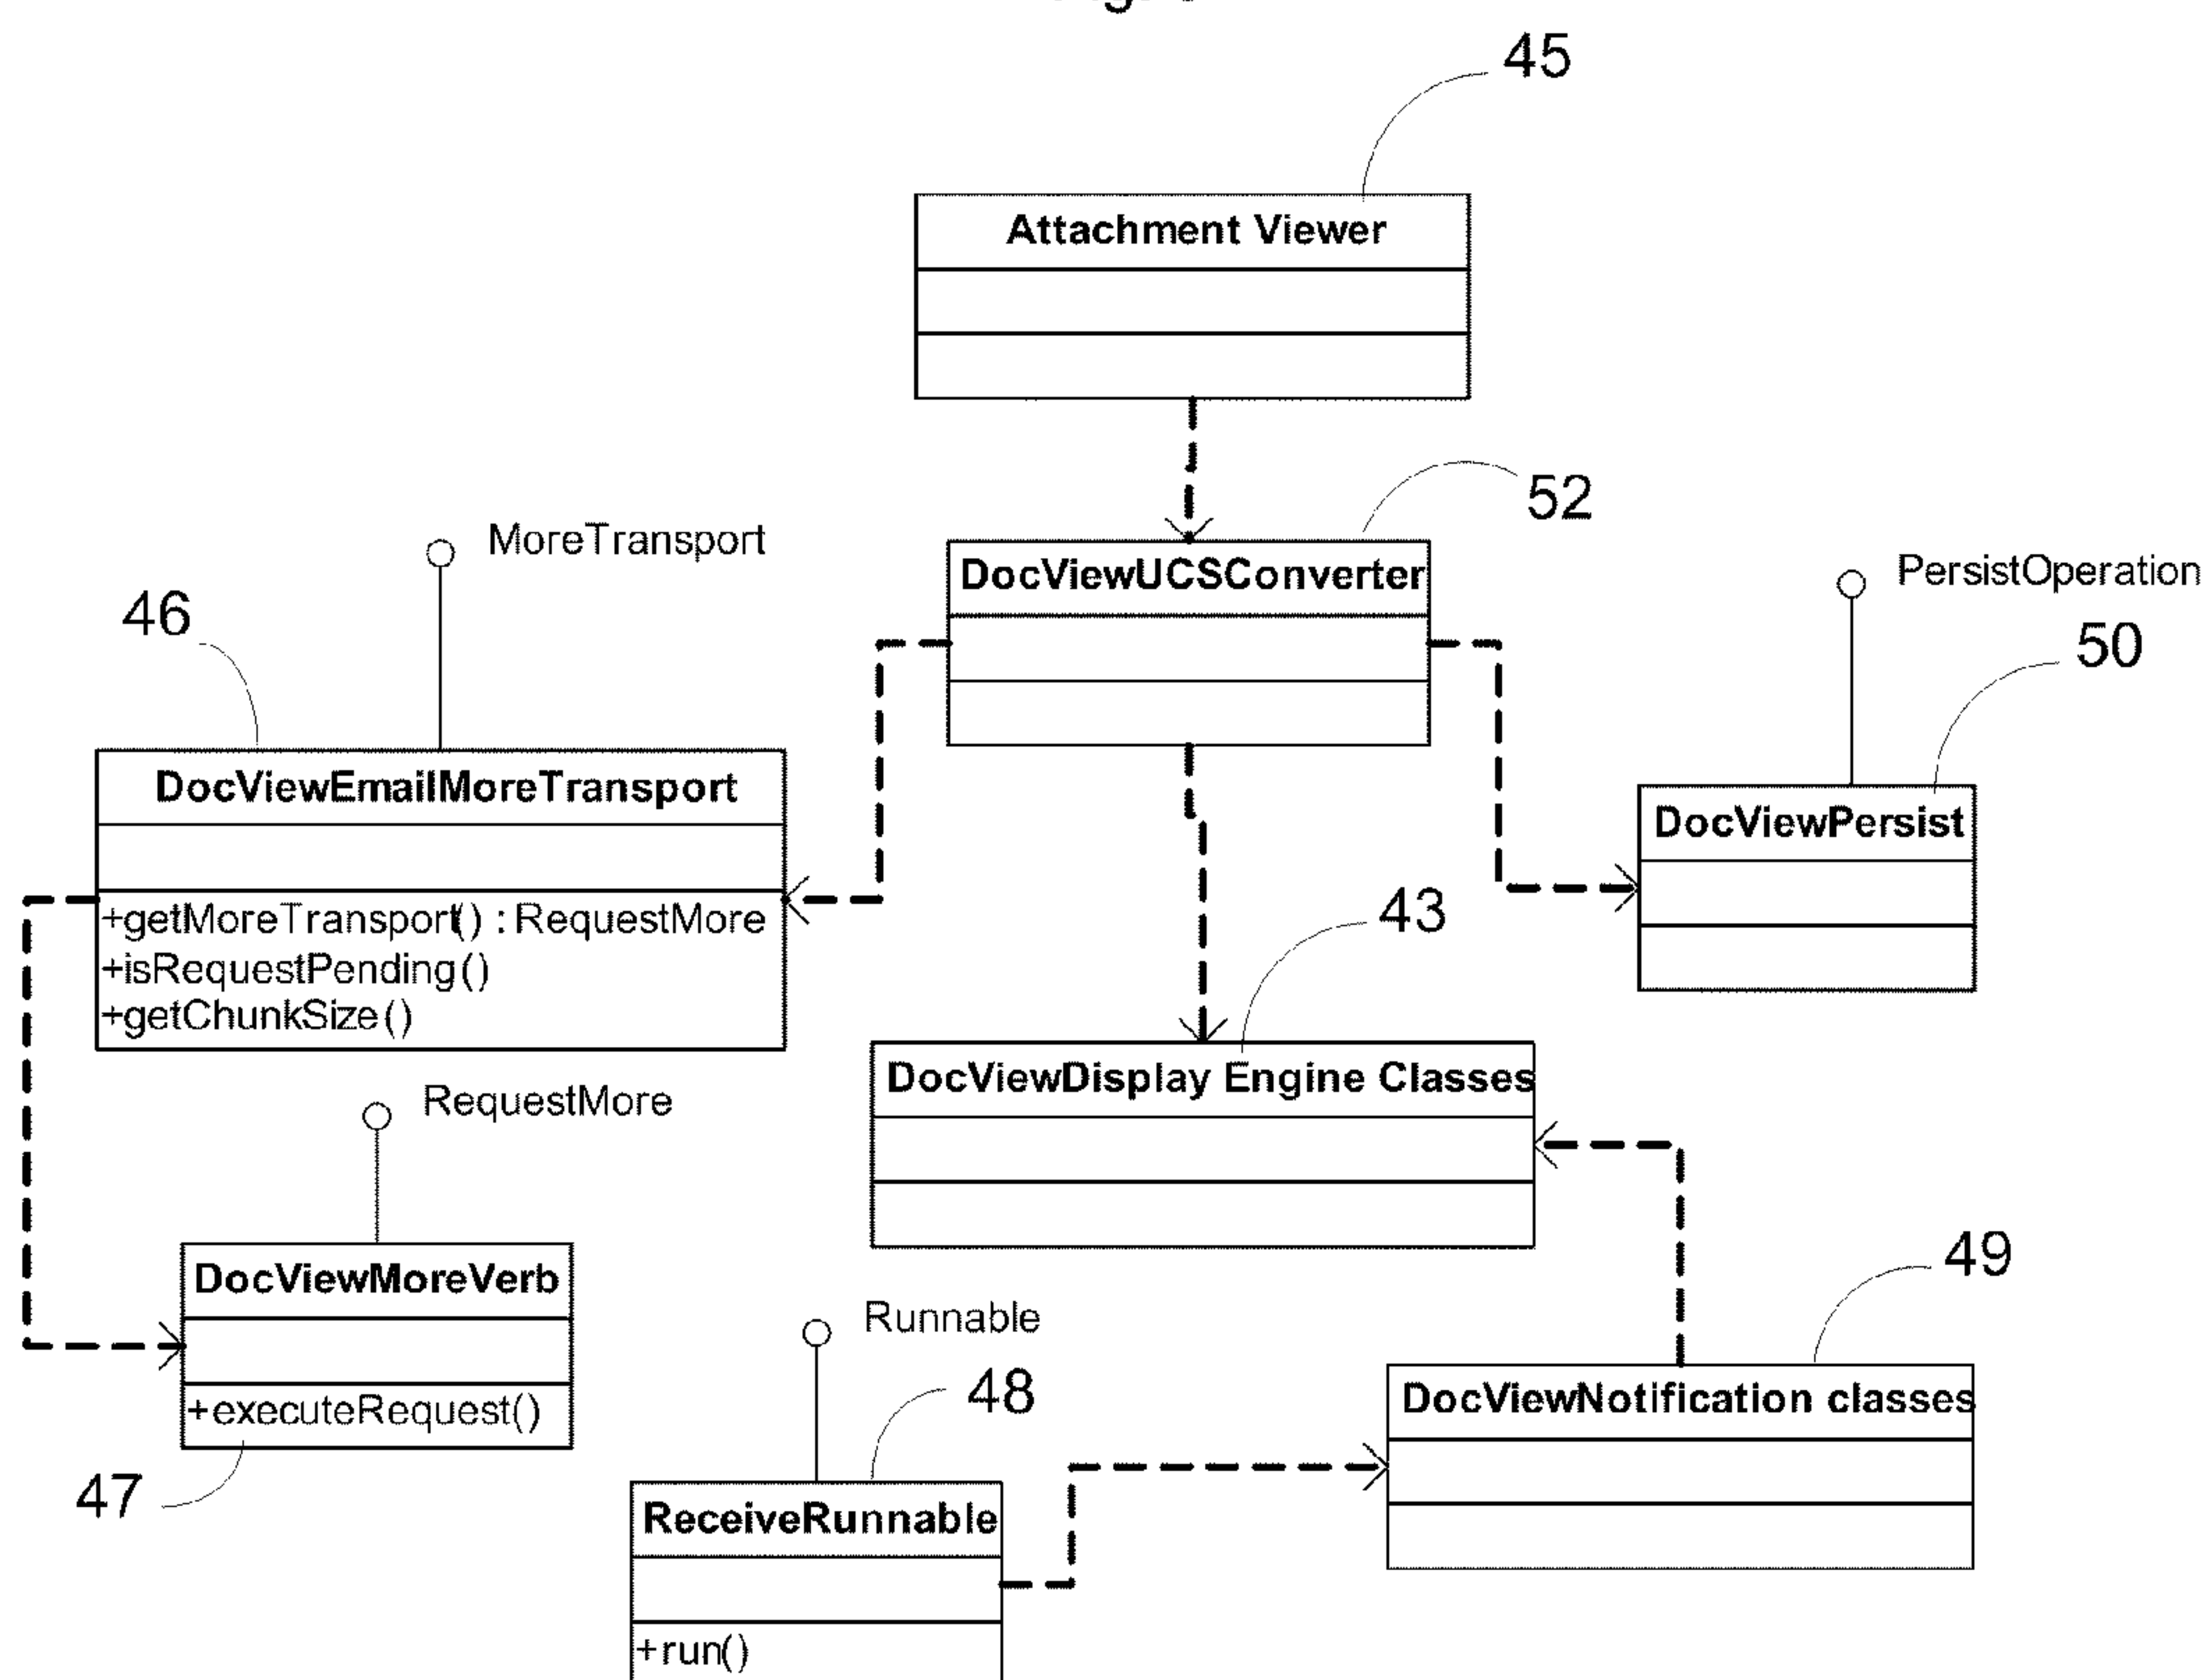 45
Attachment Viewer
52
MoreTransport
DocViewUCSConverter
PersistOperation
46
50
DocViewEmailMoreTransport
DocViewPersist
+getMoreTransport() : RequestMore
+isRequestPending()
+getChunkSize()
43
DocViewDisplay Engine Classes
RequestMore
49
DocViewMoreVerb
Runnable
48
DocViewNotification classes
+executeRequest()
47
ReceiveRunnable
+run()